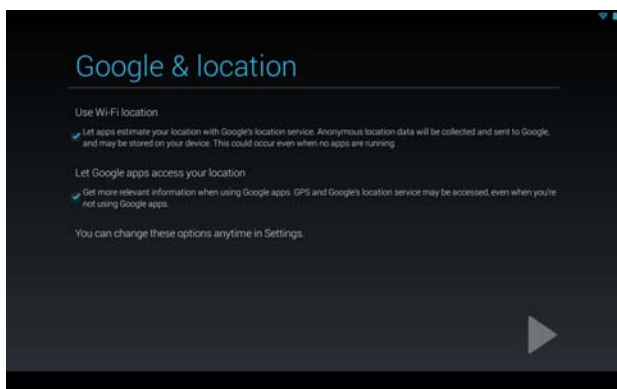 Google & location
Use Wi-Fi location
Let apps estimate your location with Google's location service. Anonymous location data will be collected and sent to Google,
and may be stored on your device. This could occur even when no apps are running.
Let Google apps access your location
Get more relevant information when using Google apps. GPS and Google's location service may be accessed, even when you're
not using Google apps.
You can change these options anytime in Settings.